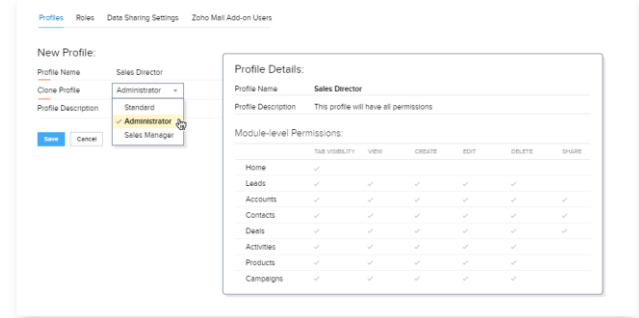 Profiles Roles Data Sharing Settings Zoho Mail Add-on Users
New Profile:
Profile Name Sales Director
Clone Profile Administrator
Standard
Administrator
Sales Manager
Profile Description
Save Cancel
Profile Details:
Profile Name Sales Director
Profile Description This profile will have all permissions
Module-level Permissions:
TAB VISIBILITY VIEW CREATE EDIT DELETE SHARE
Home
Leads
Accounts
Contacts
Deals
Activities
Products
Campaigns